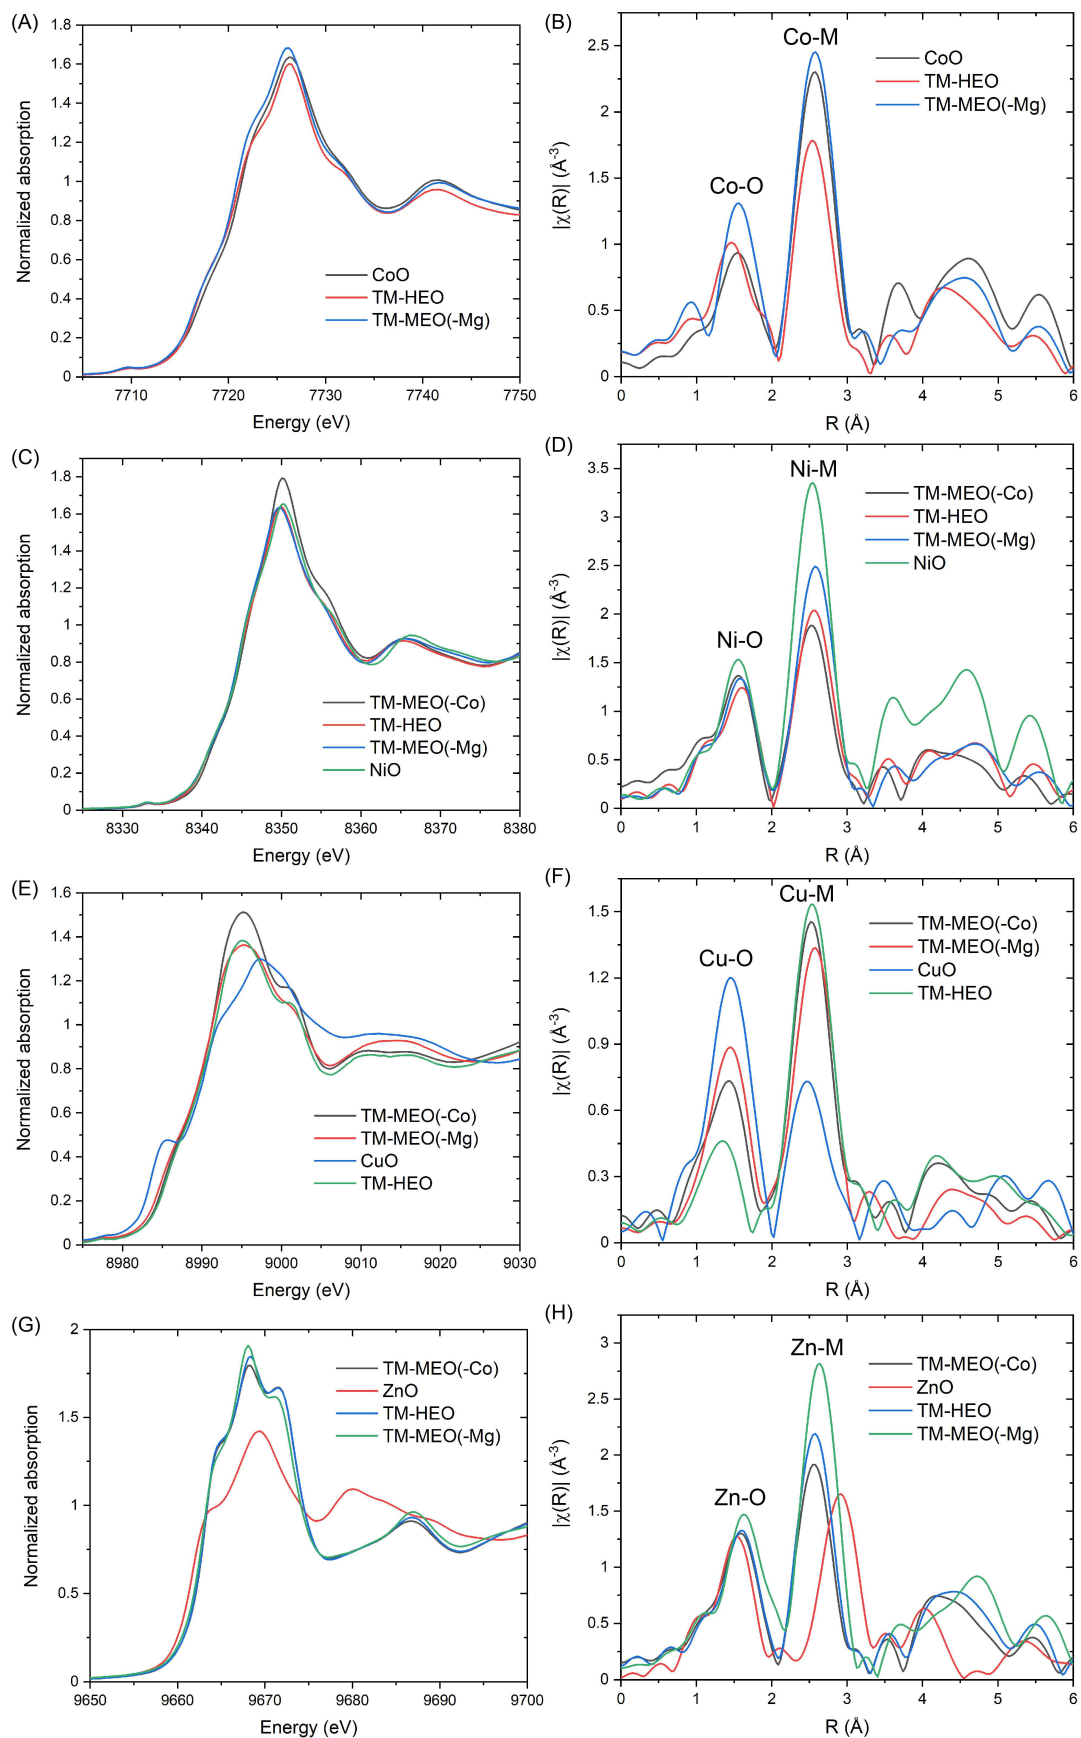 (A)
1.8
1.6
1.4
1.2
1
0.8
0.6
0.4
0.2
0
Normalized absorption
CoO
TM-HEO
TM-MEO(-Mg)
7710 7720 7730 7740 7750
Energy (eV)
(B)
2.5
2
1.5
1
0.5
0
|χ(R)| (Å⁻³)
Co-M
Co-O
CoO
TM-HEO
TM-MEO(-Mg)
0 1 2 3 4 5 6
R (Å)
(C)
1.8
1.6
1.4
1.2
1
0.8
0.6
0.4
0.2
0
Normalized absorption
TM-MEO(-Co)
TM-HEO
TM-MEO(-Mg)
NiO
8330 8340 8350 8360 8370 8380
Energy (eV)
(D)
3.5
3
2.5
2
1.5
1
0.5
0
|χ(R)| (Å⁻³)
Ni-M
Ni-O
TM-MEO(-Co)
TM-HEO
TM-MEO(-Mg)
NiO
0 1 2 3 4 5 6
R (Å)
(E)
1.6
1.4
1.2
1
0.8
0.6
0.4
0.2
0
Normalized absorption
TM-MEO(-Co)
TM-MEO(-Mg)
CuO
TM-HEO
8980 8990 9000 9010 9020 9030
Energy (eV)
(F)
1.5
1.2
0.9
0.6
0.3
0
|χ(R)| (Å⁻³)
Cu-M
Cu-O
TM-MEO(-Co)
TM-MEO(-Mg)
CuO
TM-HEO
0 1 2 3 4 5 6
R (Å)
(G)
2
1.5
1
0.5
0
Normalized absorption
TM-MEO(-Co)
ZnO
TM-HEO
TM-MEO(-Mg)
9650 9660 9670 9680 9690 9700
Energy (eV)
(H)
3
2.5
2
1.5
1
0.5
0
|χ(R)| (Å⁻³)
Zn-M
Zn-O
TM-MEO(-Co)
ZnO
TM-HEO
TM-MEO(-Mg)
0 1 2 3 4 5 6
R (Å)